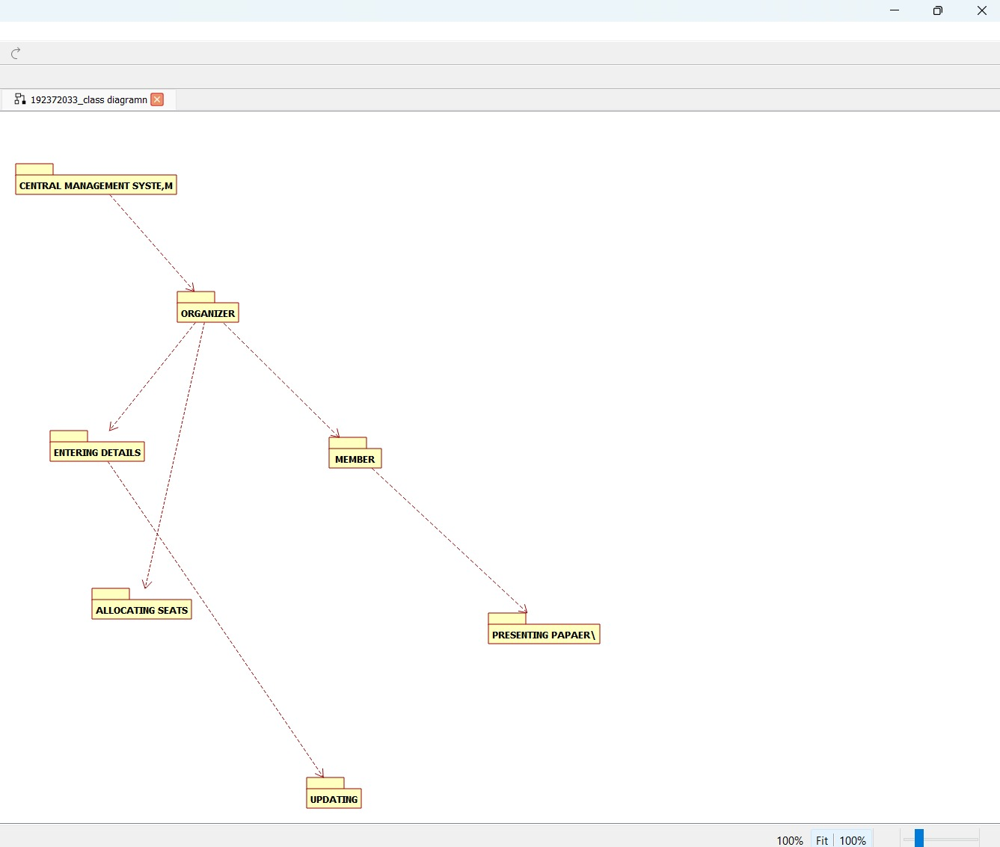 192372033_class diagramn
CENTRAL MANAGEMENT SYSTE,M
ORGANIZER
ENTERING DETAILS
MEMBER
ALLOCATING SEATS
PRESENTING PAPAER\
UPDATING
100% Fit 100%